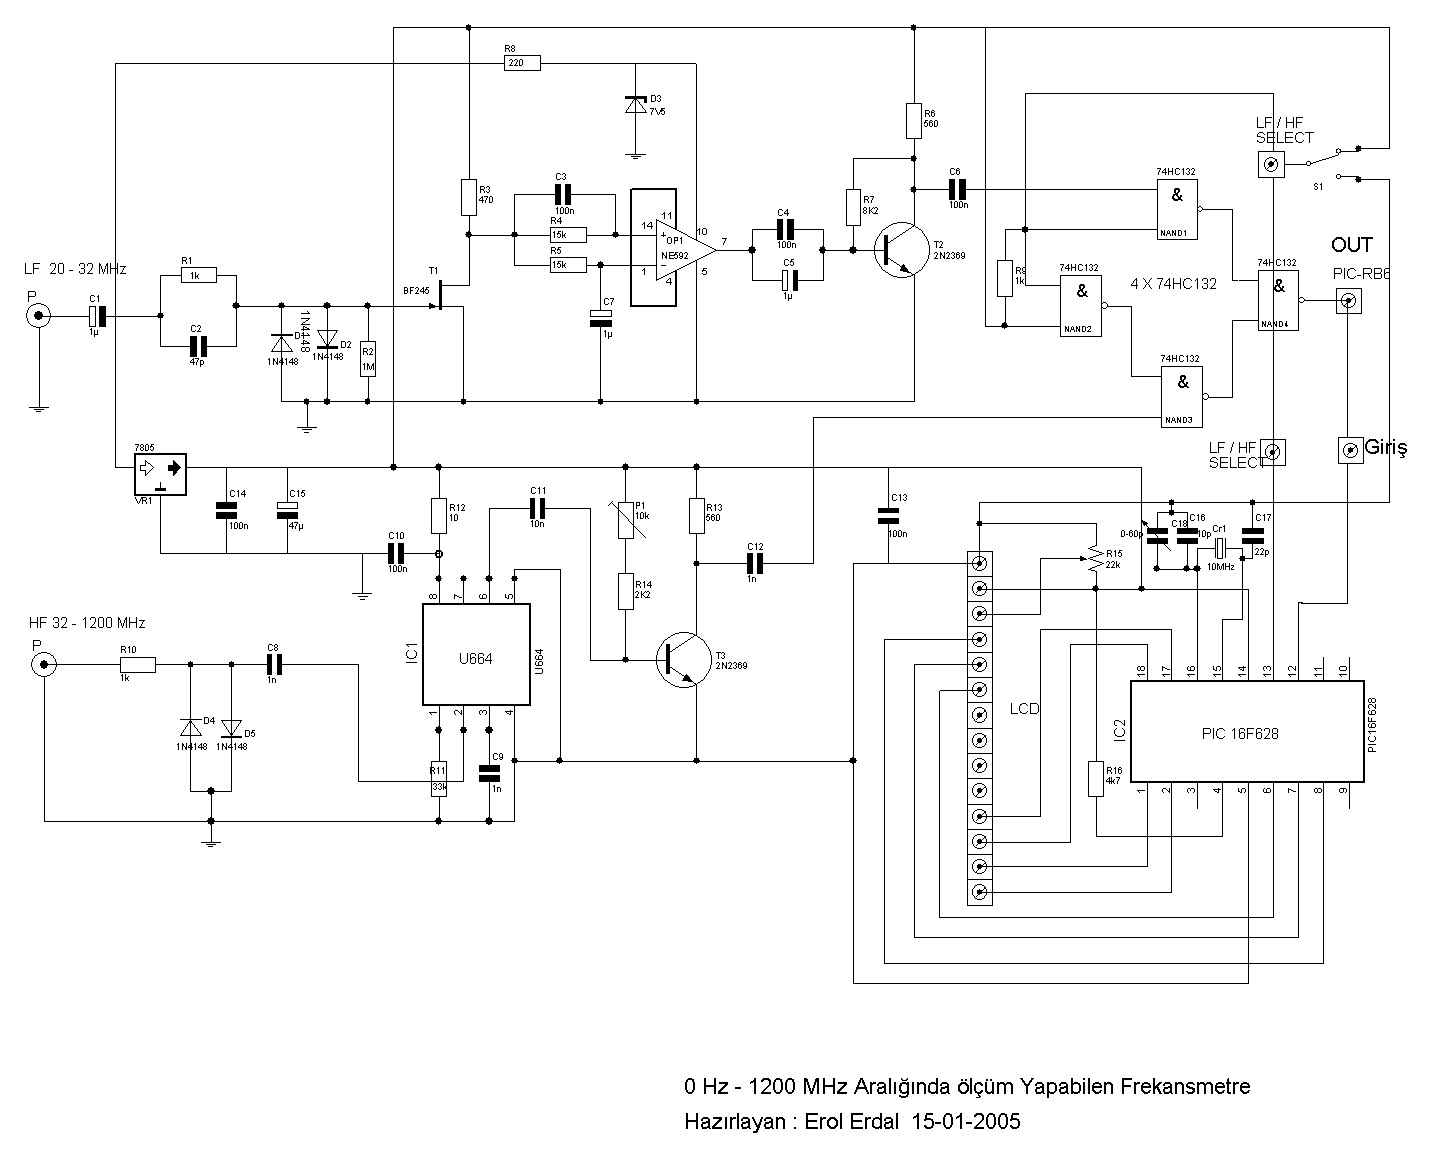 R8
220
D3
7V5
R6
560
LF / HF
SELECT
S1
C3
100n
R3
470
R4
15k
R5
15k
14
11
+
OP1
NE592
-
1
4
10
5
7
C4
100n
C5
1µ
R7
8K2
C6
100n
T2
2N2369
74HC132
&
NAND1
OUT
PIC-RB6
74HC132
&
NAND2
4 X 74HC132
74HC132
&
NAND4
R9
1k
74HC132
&
NAND3
LF 20 - 32 MHz
P
C1
1µ
R1
1k
C2
47p
D1
1N4148
1N4148
D2
1N4148
R2
1M
T1
BF245
C7
1µ
LF / HF
SELECT
Giriş
7805
VR1
C14
100n
C15
47µ
R12
10
C10
100n
C11
10n
P1
10k
R13
560
C12
1n
R14
2K2
C13
100n
0-60p
C18
C16
10p
Cr1
10MHz
C17
22p
R15
22k
HF 32 - 1200 MHz
P
R10
1k
C8
1n
D4
1N4148
D5
1N4148
8
7
6
5
IC1
U664
U664
1
2
3
4
R11
33k
C9
1n
T3
2N2369
LCD
18
17
16
15
14
13
12
11
10
IC2
PIC 16F628
PIC16F628
R16
4k7
1
2
3
4
5
6
7
8
9
0 Hz - 1200 MHz Aralığında ölçüm Yapabilen Frekansmetre
Hazırlayan : Erol Erdal 15-01-2005